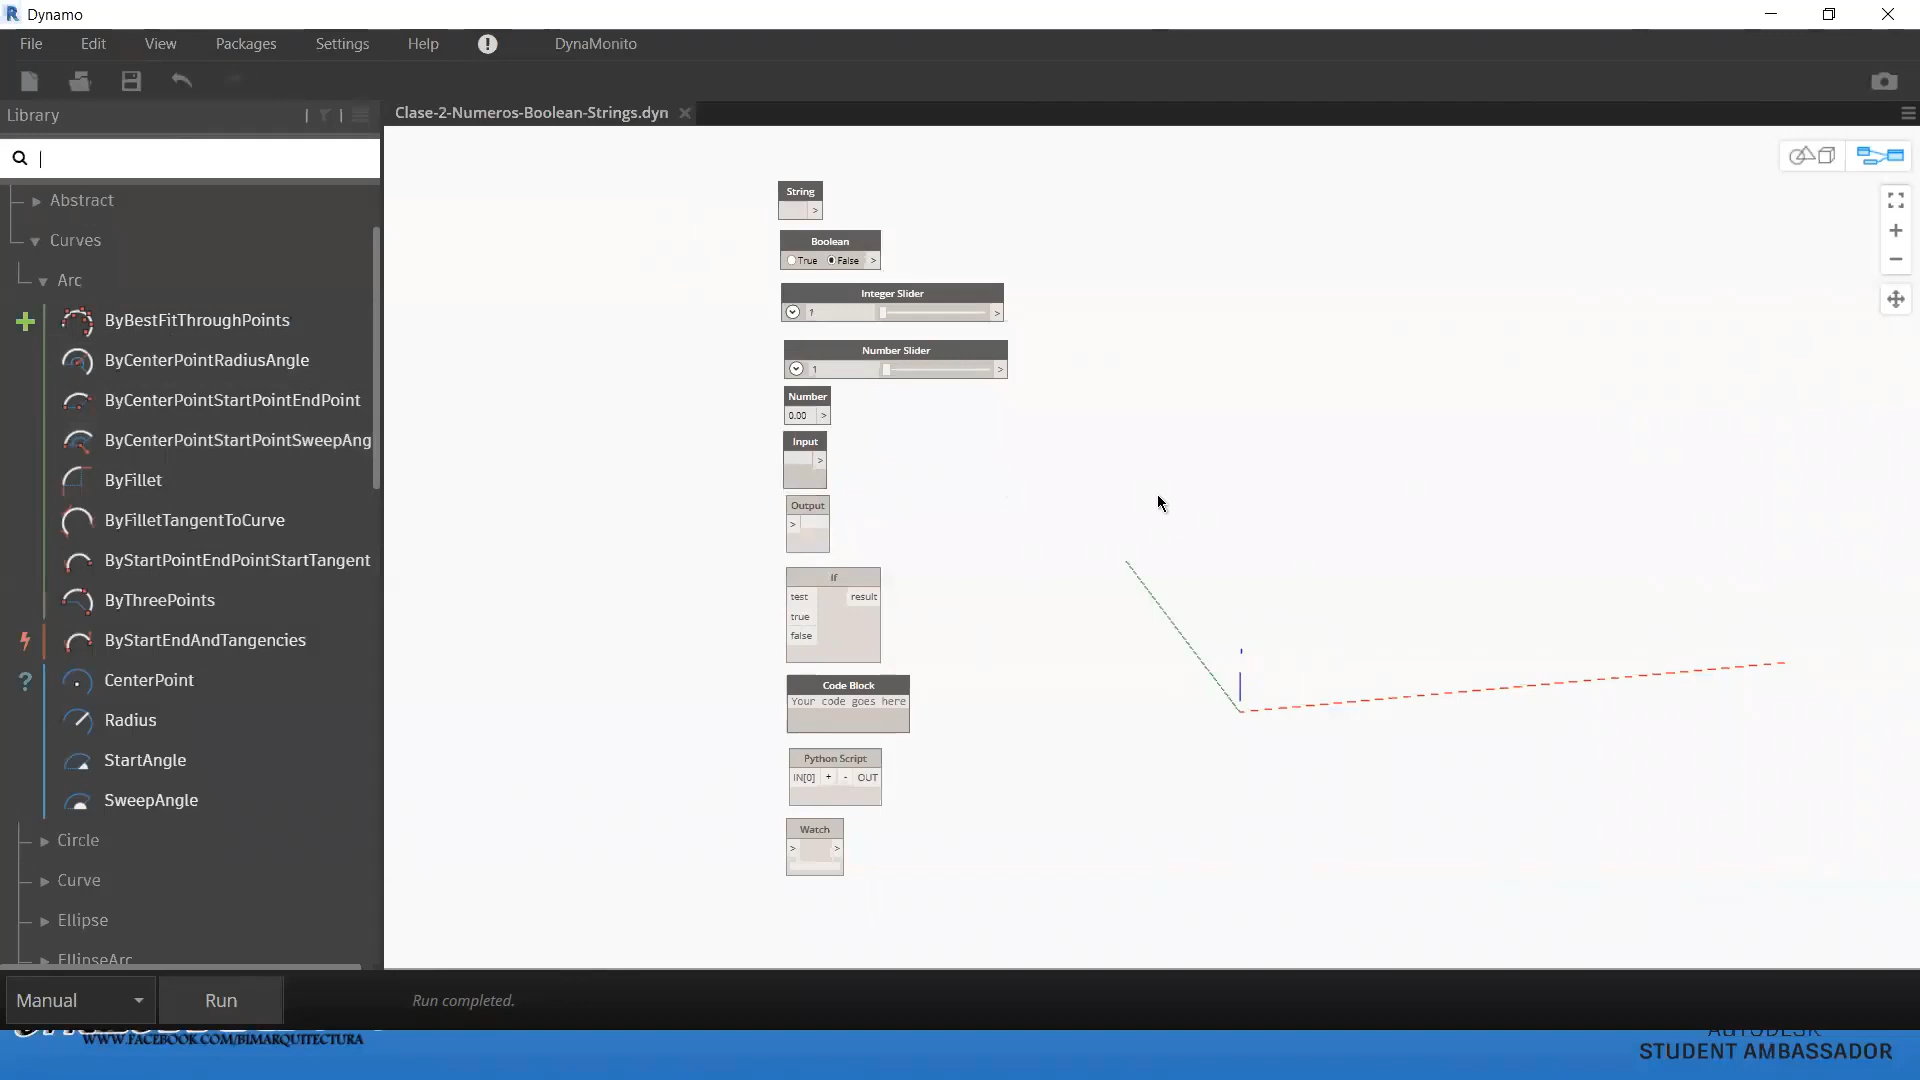 Dynamo
File Edit View Packages Settings Help DynaMonito
Library
Clase-2-Numeros-Boolean-Strings.dyn
Abstract
Curves
Arc
ByBestFitThroughPoints
ByCenterPointRadiusAngle
ByCenterPointStartPointEndPoint
ByCenterPointStartPointSweepAng
ByFillet
ByFilletTangentToCurve
ByStartPointEndPointStartTangent
ByThreePoints
ByStartEndAndTangencies
CenterPoint
Radius
StartAngle
SweepAngle
Circle
Curve
Ellipse
EllipseArc
String
>
Boolean
True False >
Integer Slider
1 >
Number Slider
1 >
Number
0.00 >
Input
>
Output
>
If
test result
true
false
Code Block
Your code goes here
Python Script
IN[0] + - OUT
Watch
> >
Manual Run Run completed.
WWW.FACEBOOK.COM/BIMARQUITECTURA
AUTODESK
STUDENT AMBASSADOR